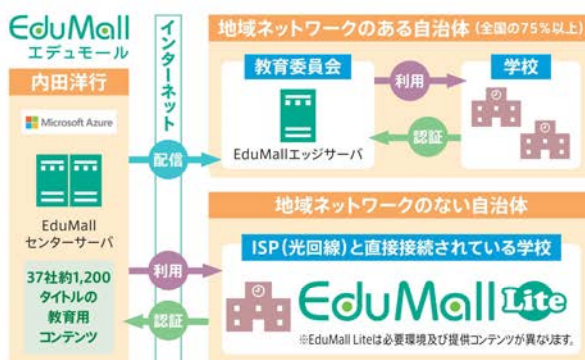 EduMall
エデュモール
内田洋行
Microsoft Azure
EduMall
センターサーバ
37社約1,200
タイトルの
教育用
コンテンツ
インターネット
配信
利用
認証
地域ネットワークのある自治体(全国の75%以上)
教育委員会
EduMallエッジサーバ
利用
認証
学校
地域ネットワークのない自治体
ISP(光回線)と直接接続されている学校
EduMall Lite
※EduMall Liteは必要環境及び提供コンテンツが異なります。